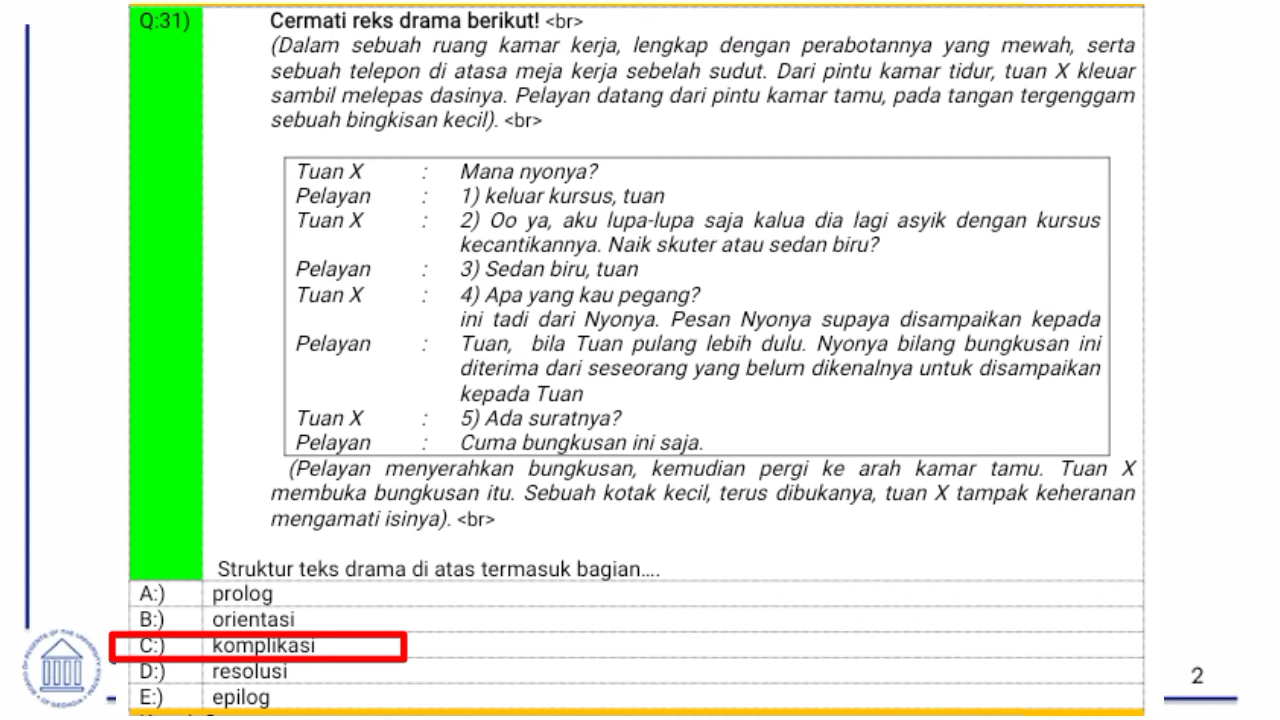 Q:31) Cermati reks drama berikut! <br>
(Dalam sebuah ruang kamar kerja, lengkap dengan perabotannya yang mewah, serta
sebuah telepon di atasa meja kerja sebelah sudut. Dari pintu kamar tidur, tuan X kleuar
sambil melepas dasinya. Pelayan datang dari pintu kamar tamu, pada tangan tergenggam
sebuah bingkisan kecil). <br>
Tuan X : Mana nyonya?
Pelayan : 1) keluar kursus, tuan
Tuan X : 2) Oo ya, aku lupa-lupa saja kalua dia lagi asyik dengan kursus
kecantikannya. Naik skuter atau sedan biru?
Pelayan : 3) Sedan biru, tuan
Tuan X : 4) Apa yang kau pegang?
ini tadi dari Nyonya. Pesan Nyonya supaya disampaikan kepada
Pelayan : Tuan, bila Tuan pulang lebih dulu. Nyonya bilang bungkusan ini
diterima dari seseorang yang belum dikenalnya untuk disampaikan
kepada Tuan
Tuan X : 5) Ada suratnya?
Pelayan : Cuma bungkusan ini saja.
(Pelayan menyerahkan bungkusan, kemudian pergi ke arah kamar tamu. Tuan X
membuka bungkusan itu. Sebuah kotak kecil, terus dibukanya, tuan X tampak keheranan
mengamati isinya). <br>
Struktur teks drama di atas termasuk bagian....
A:) prolog
B:) orientasi
C:) komplikasi
D:) resolusi
E:) epilog
2